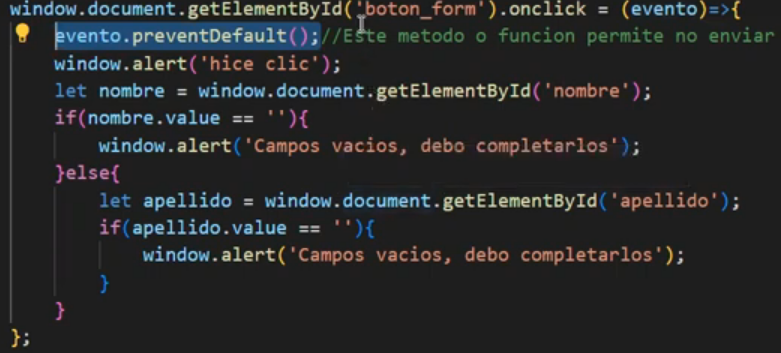 window.document.getElementById('boton_form').onclick = (evento)=>{
evento.preventDefault();//Este metodo o funcion permite no enviar
window.alert('hice clic');
let nombre = window.document.getElementById('nombre');
if(nombre.value == ''){
window.alert('Campos vacios, debo completarlos');
}else{
let apellido = window.document.getElementById('apellido');
if(apellido.value == ''){
window.alert('Campos vacios, debo completarlos');
}
}
};